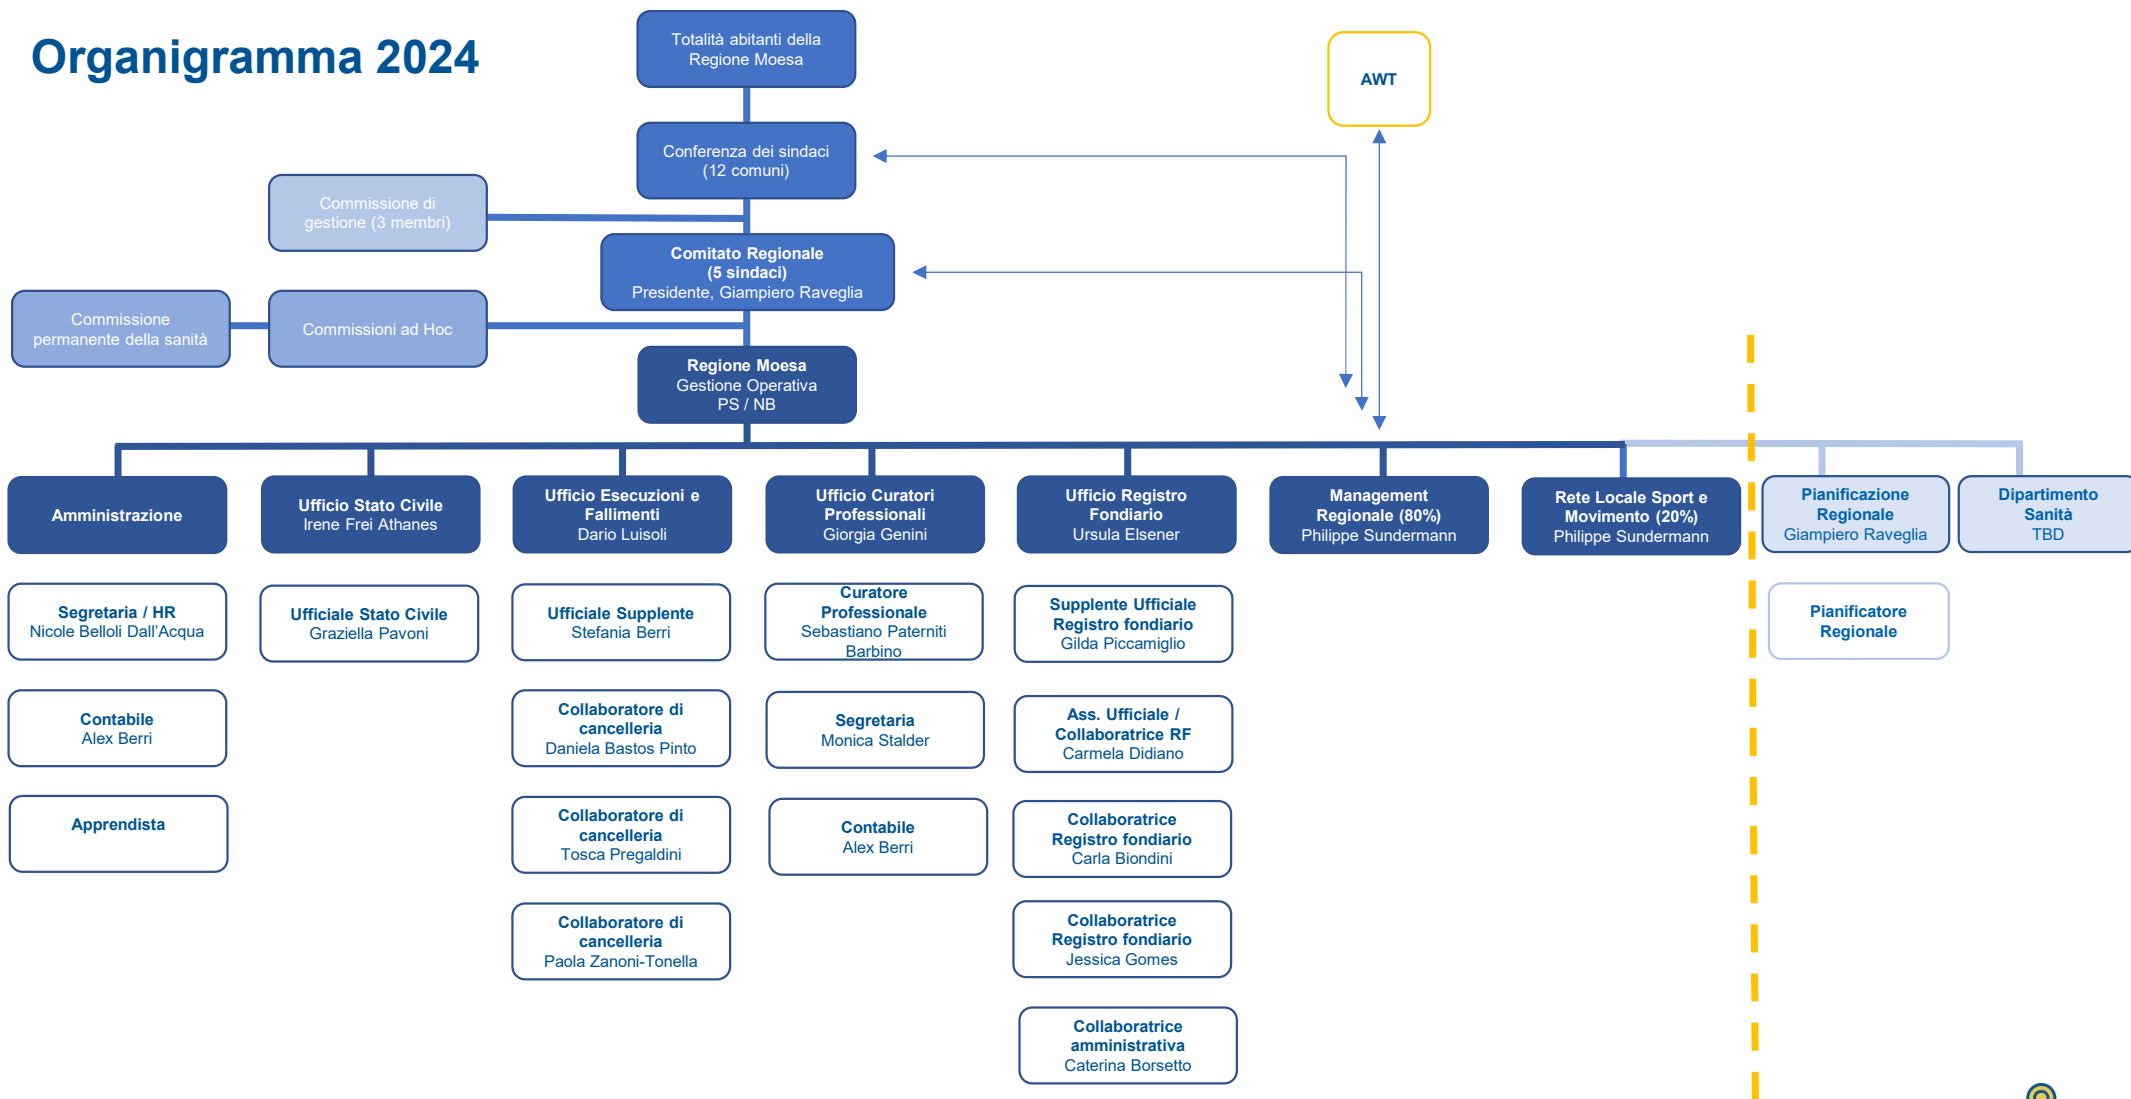 Organigramma 2024
Totalità abitanti della
Regione Moesa
AWT
Conferenza dei sindaci
(12 comuni)
Commissione di
gestione (3 membri)
Comitato Regionale
(5 sindaci)
Presidente, Giampiero Raveglia
Commissione
permanente della sanità
Commissioni ad Hoc
Regione Moesa
Gestione Operativa
PS / NB
Amministrazione
Ufficio Stato Civile
Irene Frei Athanes
Ufficio Esecuzioni e
Fallimenti
Dario Luisoli
Ufficio Curatori
Professionali
Giorgia Genini
Ufficio Registro
Fondiario
Ursula Elsener
Management
Regionale (80%)
Philippe Sundermann
Rete Locale Sport e
Movimento (20%)
Philippe Sundermann
Pianificazione
Regionale
Giampiero Raveglia
Dipartimento
Sanità
TBD
Segretaria / HR
Nicole Belloli Dall’Acqua
Ufficiale Stato Civile
Graziella Pavoni
Ufficiale Supplente
Stefania Berri
Curatore
Professionale
Sebastiano Paterniti
Barbino
Supplente Ufficiale
Registro fondiario
Gilda Piccamiglio
Pianificatore
Regionale
Contabile
Alex Berri
Collaboratore di
cancelleria
Daniela Bastos Pinto
Segretaria
Monica Stalder
Ass. Ufficiale /
Collaboratrice RF
Carmela Didiano
Apprendista
Collaboratore di
cancelleria
Tosca Pregaldini
Contabile
Alex Berri
Collaboratrice
Registro fondiario
Carla Biondini
Collaboratore di
cancelleria
Paola Zanoni-Tonella
Collaboratrice
Registro fondiario
Jessica Gomes
Collaboratrice
amministrativa
Caterina Borsetto